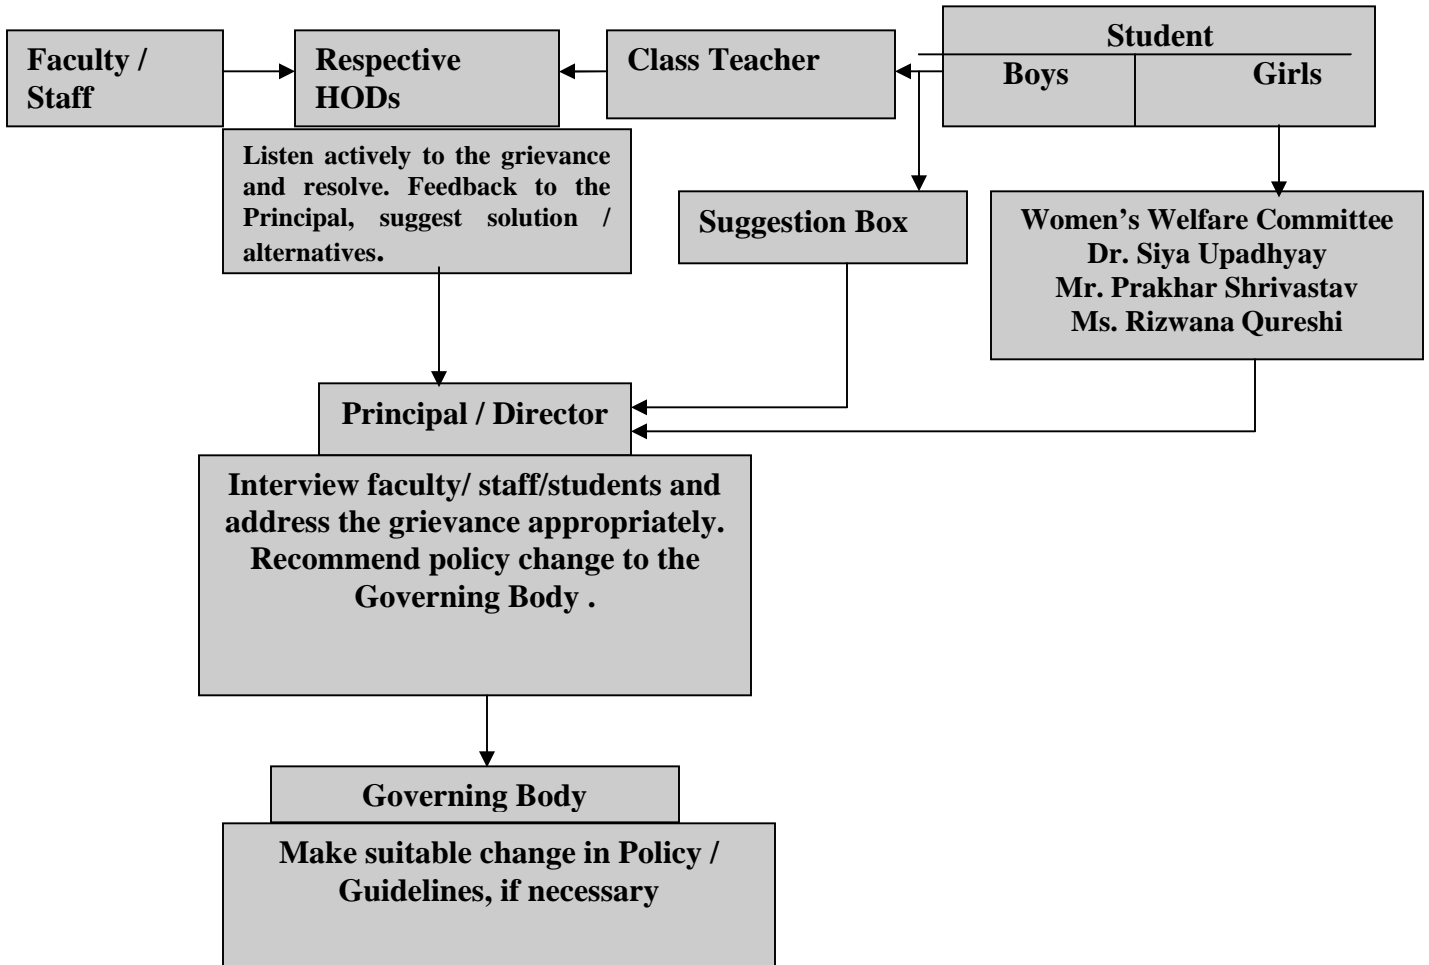 Faculty /
Staff
Respective
HODs
Class Teacher
Student
Boys
Girls
Listen actively to the grievance
and resolve. Feedback to the
Principal, suggest solution /
alternatives.
Suggestion Box
Women’s Welfare Committee
Dr. Siya Upadhyay
Mr. Prakhar Shrivastav
Ms. Rizwana Qureshi
Principal / Director
Interview faculty/ staff/students and
address the grievance appropriately.
Recommend policy change to the
Governing Body .
Governing Body
Make suitable change in Policy /
Guidelines, if necessary